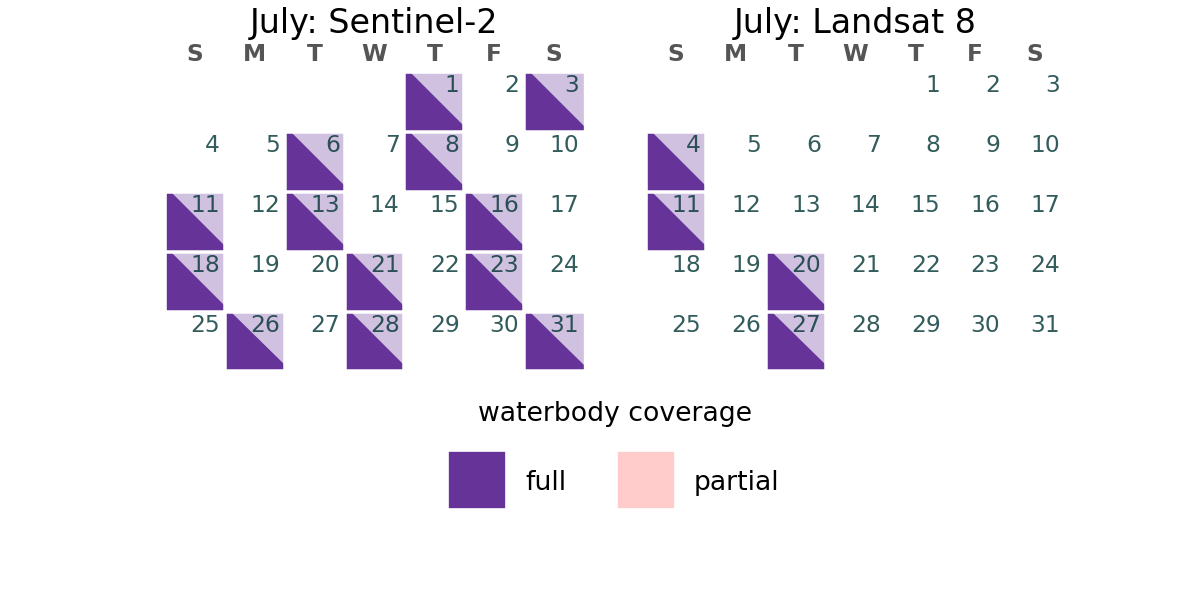 July: Sentinel-2
S M T W T F S
1 2 3
4 5 6 7 8 9 10
11 12 13 14 15 16 17
18 19 20 21 22 23 24
25 26 27 28 29 30 31
July: Landsat 8
S M T W T F S
1 2 3
4 5 6 7 8 9 10
11 12 13 14 15 16 17
18 19 20 21 22 23 24
25 26 27 28 29 30 31
waterbody coverage
full partial